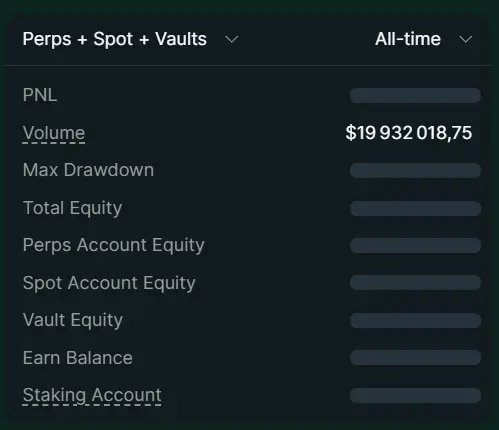 Perps + Spot + Vaults All-time
PNL
Volume $19 932 018,75
Max Drawdown
Total Equity
Perps Account Equity
Spot Account Equity
Vault Equity
Earn Balance
Staking Account